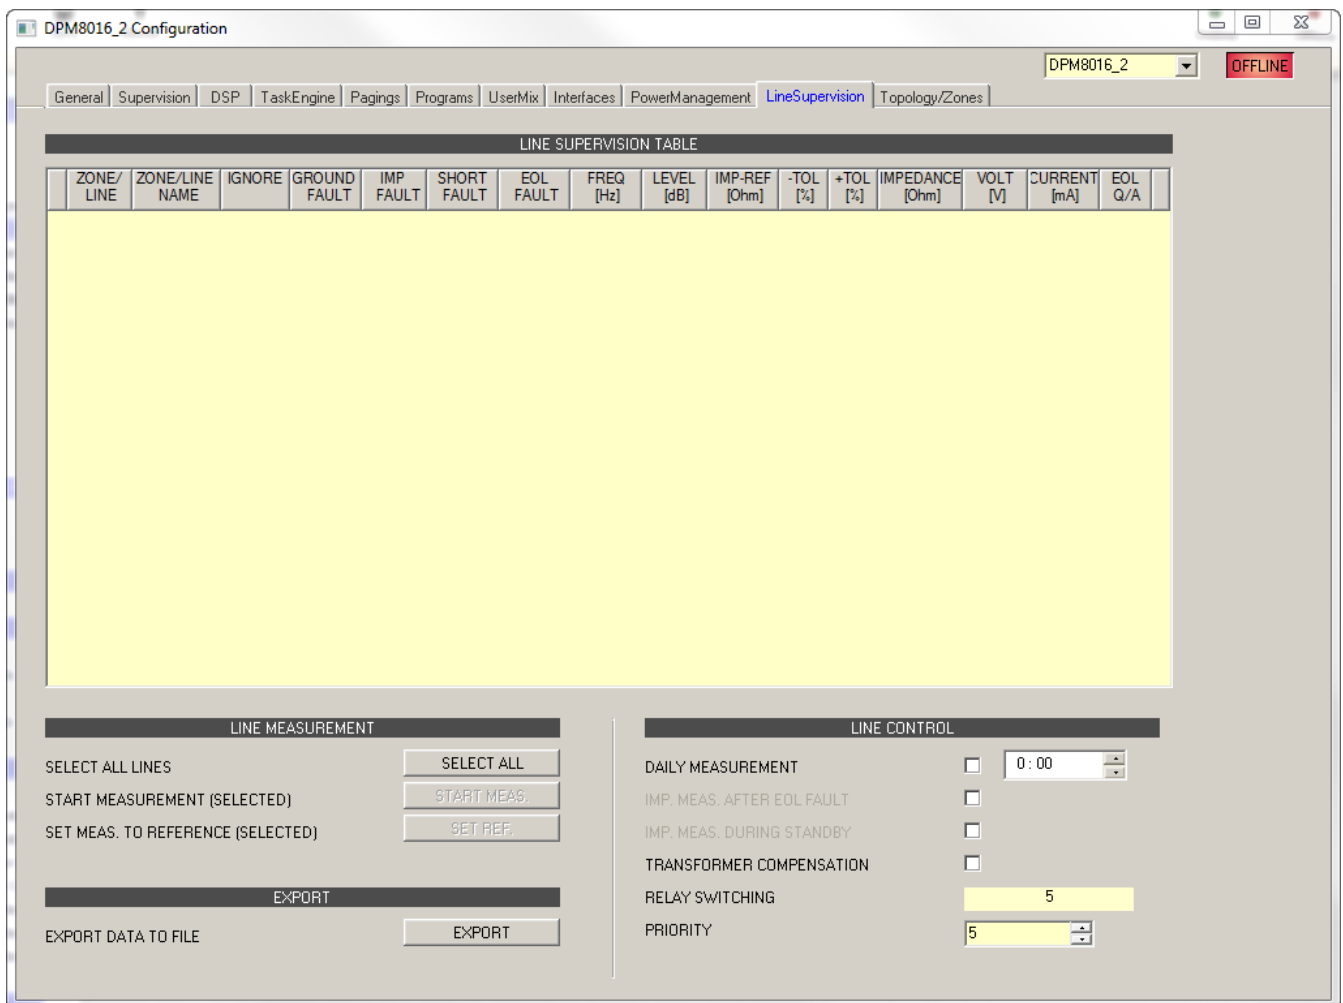 DPM8016_2 Configuration
DPM8016_2 OFFLINE
General Supervision DSP TaskEngine Pagings Programs UserMix Interfaces PowerManagement LineSupervision Topology/Zones
LINE SUPERVISION TABLE
ZONE/ ZONE/LINE IGNORE GROUND IMP SHORT EOL FREQ LEVEL IMP-REF -TOL +TOL IMPEDANCE VOLT CURRENT EOL
LINE NAME FAULT FAULT FAULT FAULT [Hz] [dB] [Ohm] [%] [%] [Ohm] [V] [mA] Q/A
LINE MEASUREMENT
SELECT ALL LINES SELECT ALL
START MEASUREMENT (SELECTED) START MEAS.
SET MEAS. TO REFERENCE (SELECTED) SET REF.
EXPORT
EXPORT DATA TO FILE EXPORT
LINE CONTROL
DAILY MEASUREMENT 0 : 00
IMP. MEAS. AFTER EOL FAULT
IMP. MEAS. DURING STANDBY
TRANSFORMER COMPENSATION
RELAY SWITCHING 5
PRIORITY 5